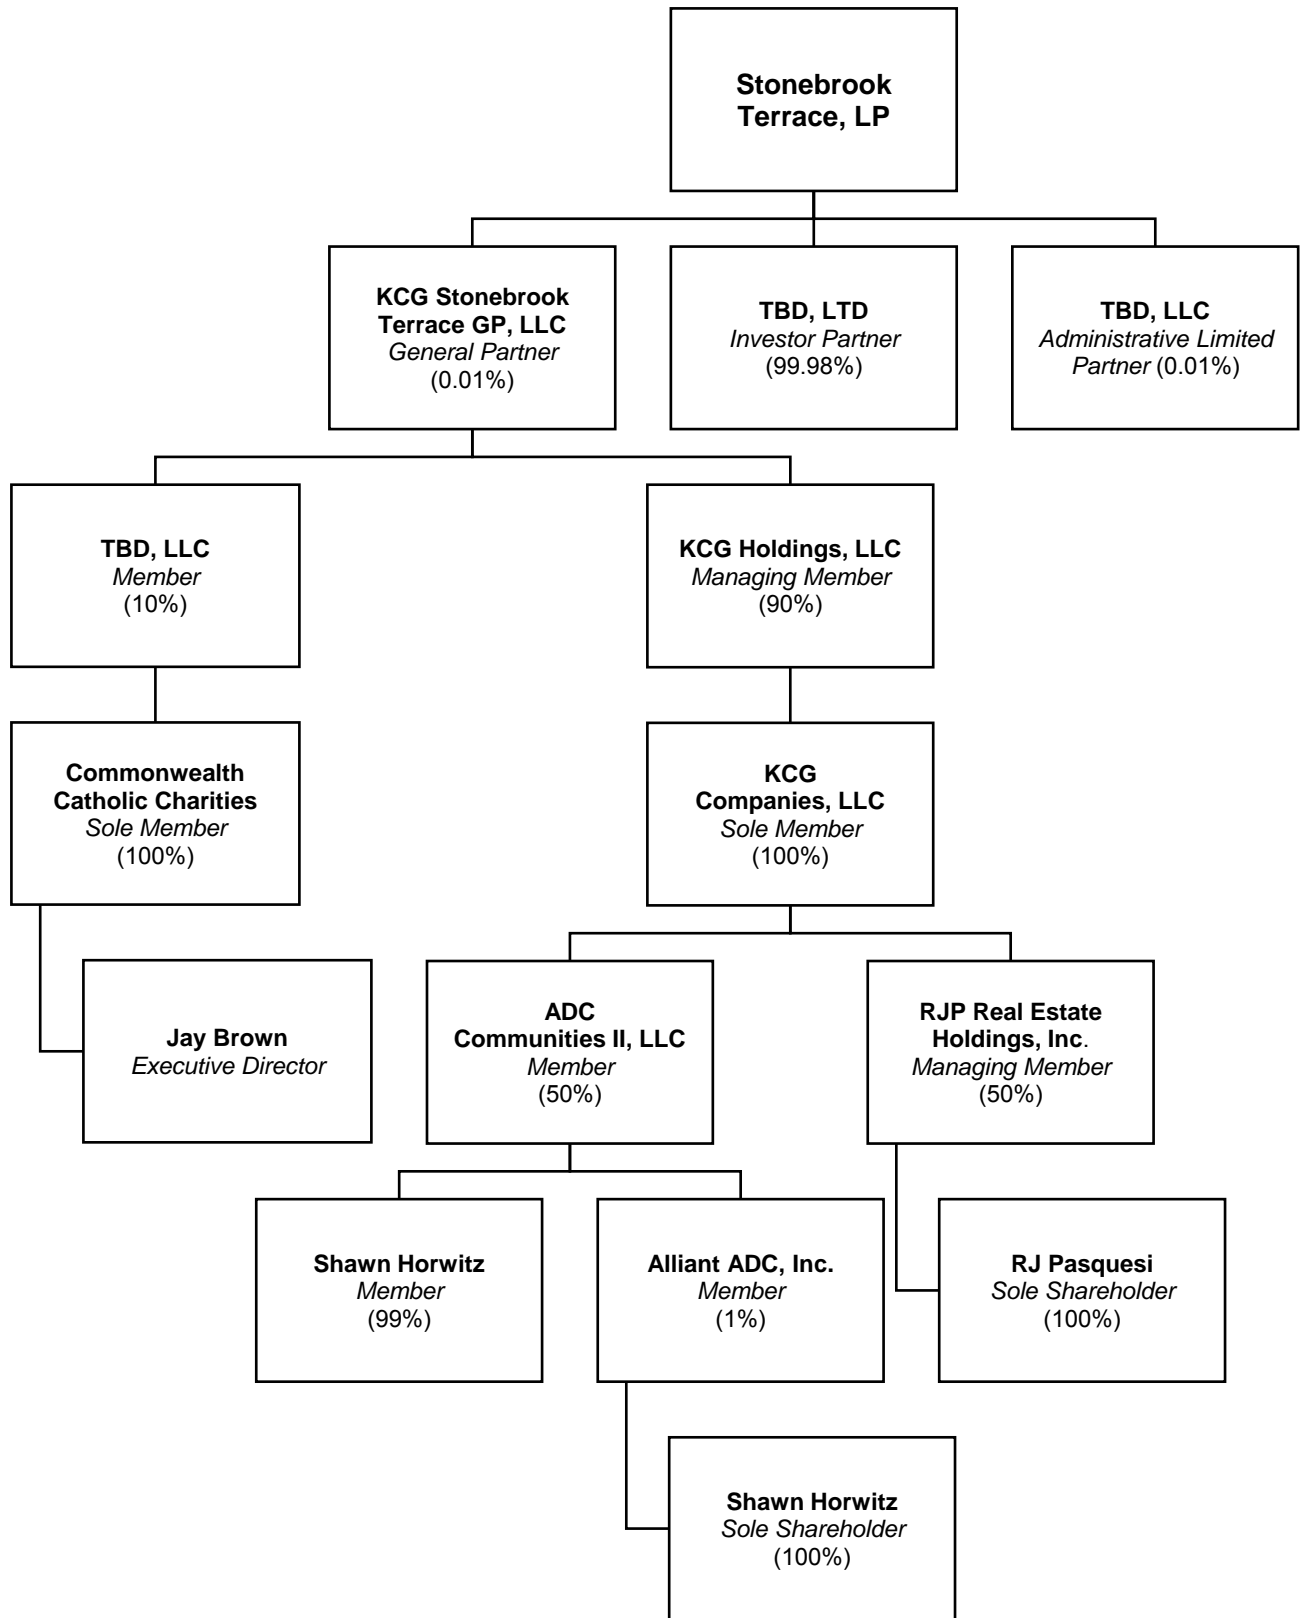 Stonebrook
Terrace, LP
KCG Stonebrook
Terrace GP, LLC
General Partner
(0.01%)
TBD, LTD
Investor Partner
(99.98%)
TBD, LLC
Administrative Limited
Partner (0.01%)
TBD, LLC
Member
(10%)
KCG Holdings, LLC
Managing Member
(90%)
Commonwealth
Catholic Charities
Sole Member
(100%)
KCG
Companies, LLC
Sole Member
(100%)
Jay Brown
Executive Director
ADC
Communities II, LLC
Member
(50%)
RJP Real Estate
Holdings, Inc.
Managing Member
(50%)
Shawn Horwitz
Member
(99%)
Alliant ADC, Inc.
Member
(1%)
RJ Pasquesi
Sole Shareholder
(100%)
Shawn Horwitz
Sole Shareholder
(100%)